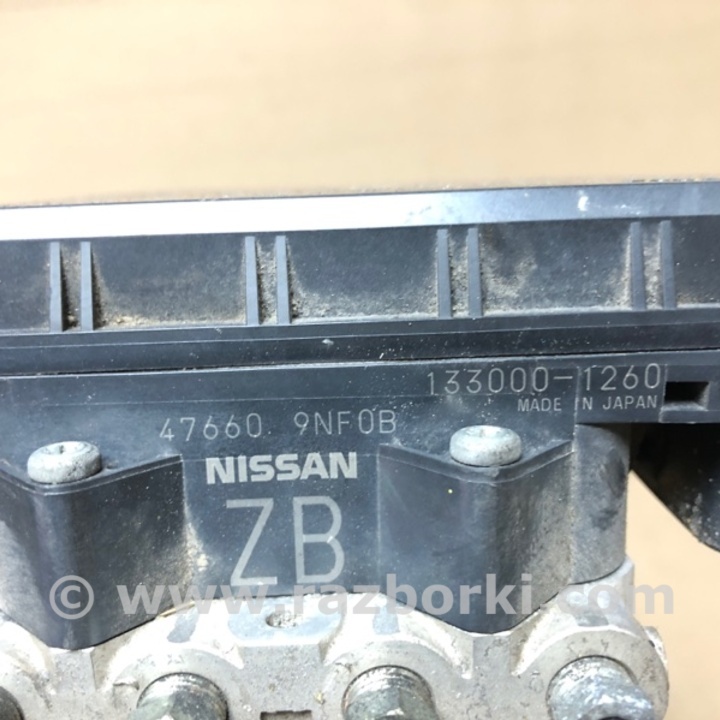 133000-1260
MADE IN JAPAN
47660 9NF0B
NISSAN
ZB
© www.razborki.com